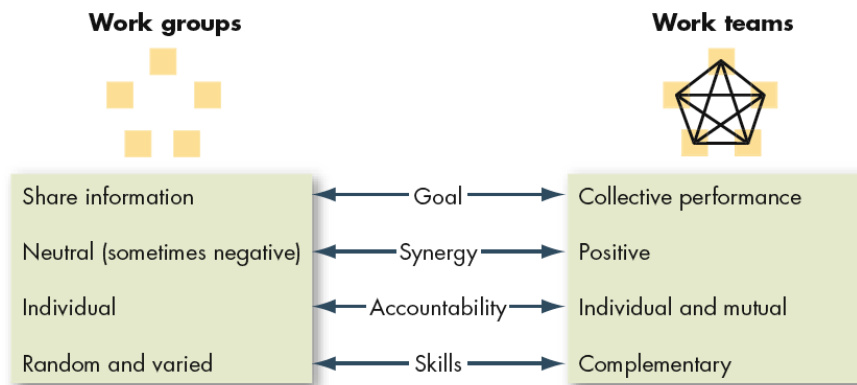 Work groups Work teams
Share information Goal Collective performance
Neutral (sometimes negative) Synergy Positive
Individual Accountability Individual and mutual
Random and varied Skills Complementary